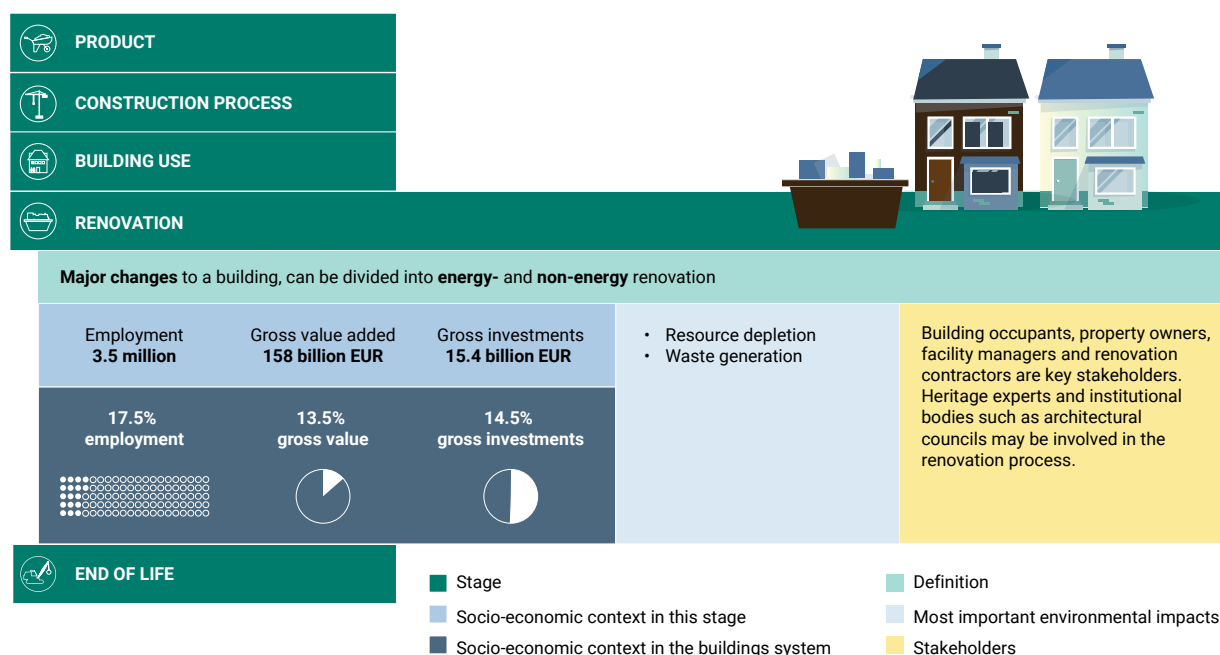 PRODUCT
CONSTRUCTION PROCESS
BUILDING USE
RENOVATION
Major changes to a building, can be divided into energy- and non-energy renovation
Employment
3.5 million
Gross value added
158 billion EUR
Gross investments
15.4 billion EUR
17.5%
employment
13.5%
gross value
14.5%
gross investments
• Resource depletion
• Waste generation
Building occupants, property owners,
facility managers and renovation
contractors are key stakeholders.
Heritage experts and institutional
bodies such as architectural
councils may be involved in the
renovation process.
END OF LIFE
Stage
Socio-economic context in this stage
Socio-economic context in the buildings system
Definition
Most important environmental impacts
Stakeholders